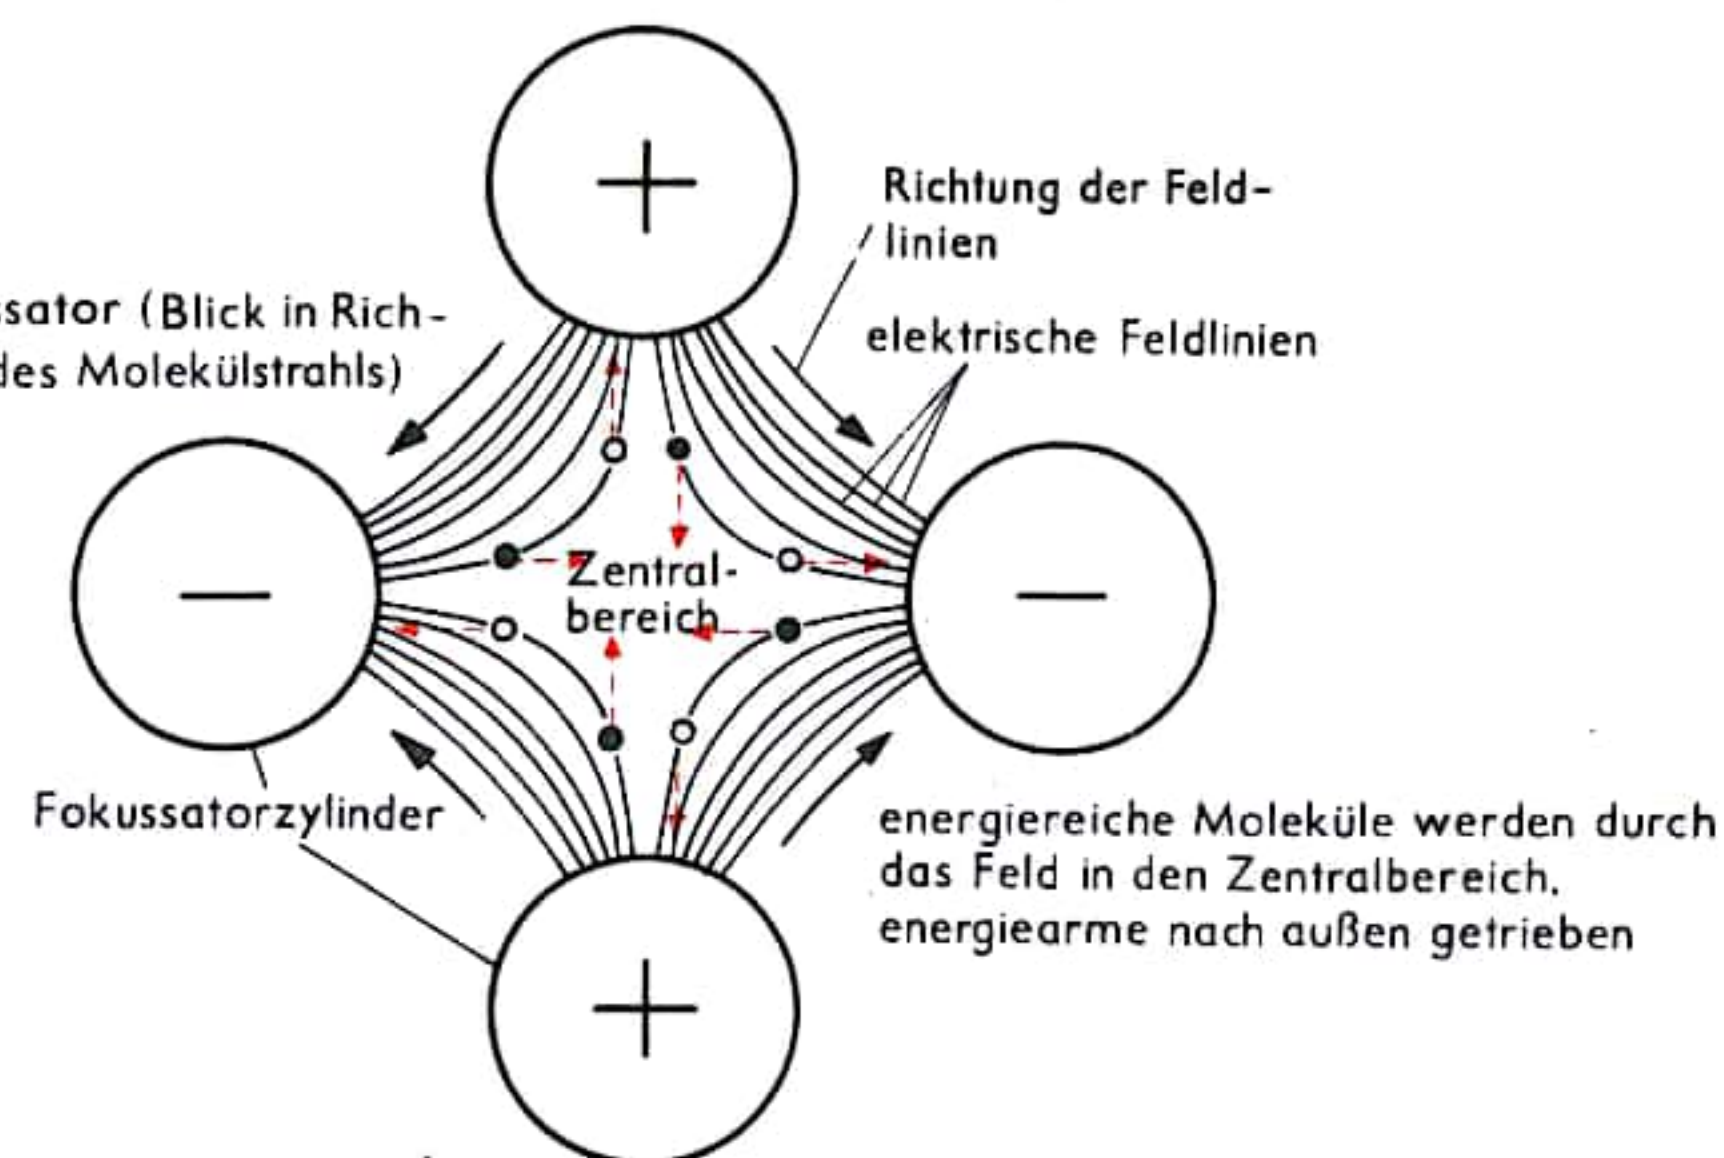 Richtung der Feld-
linien
ssator (Blick in Rich-
des Molekülstrahls)
elektrische Feldlinien
+
−
−
Zentral-
bereich
Fokussatorzylinder
energiereiche Moleküle werden durch
das Feld in den Zentralbereich.
energiearme nach außen getrieben
+